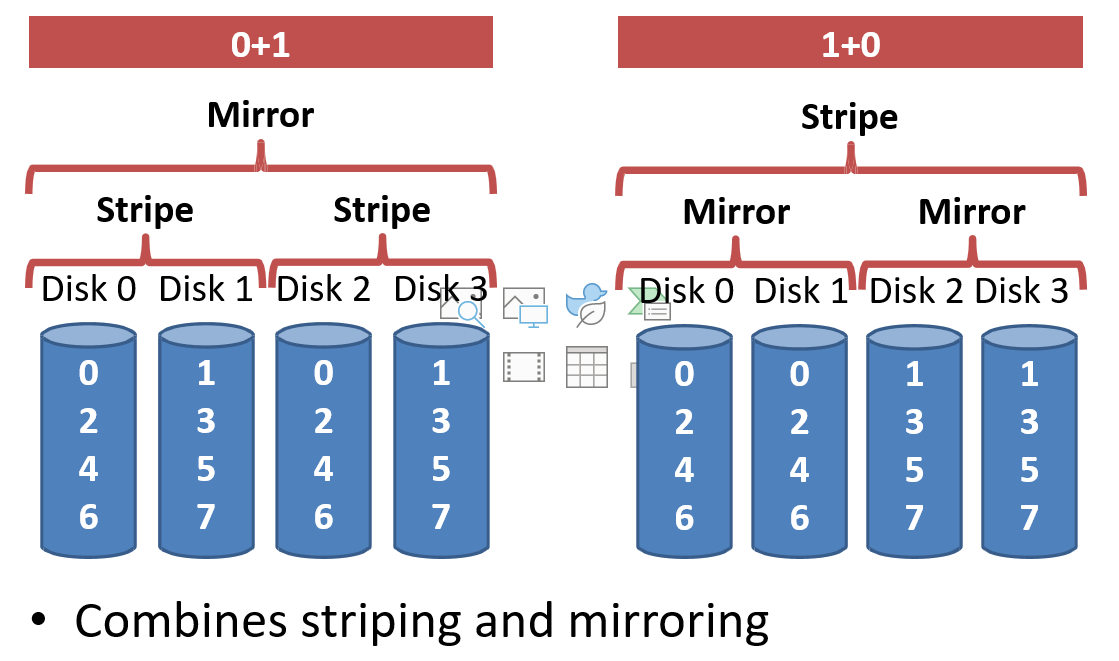 0+1 1+0
Mirror Stripe
Stripe Stripe Mirror Mirror
Disk 0 Disk 1 Disk 2 Disk 3 Disk 0 Disk 1 Disk 2 Disk 3
0 1 0 1 0 0 1 1
2 3 2 3 2 2 3 3
4 5 4 5 4 4 5 5
6 7 6 7 6 6 7 7
• Combines striping and mirroring